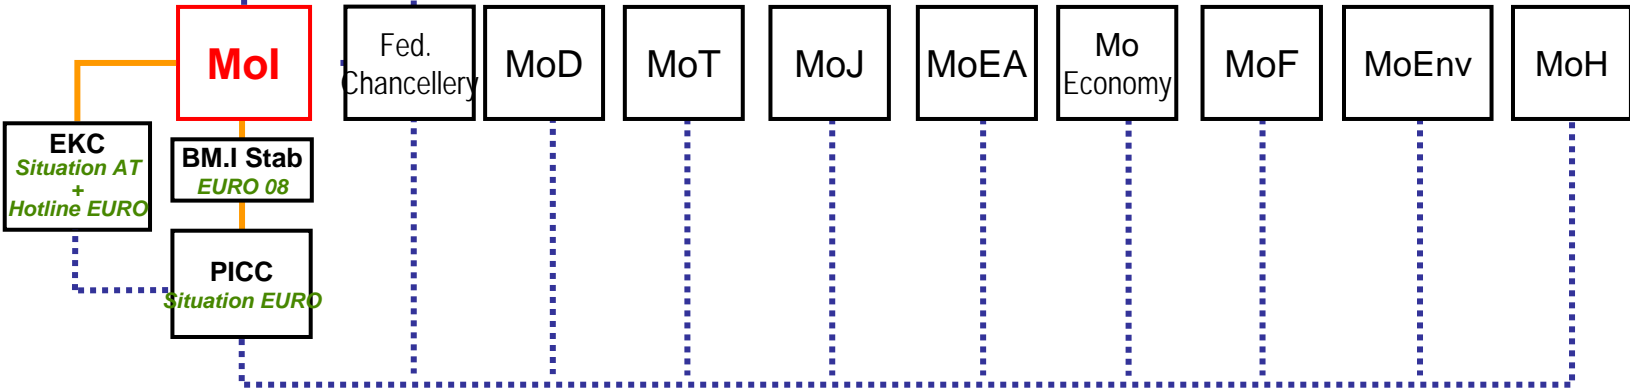 MoI
Fed.
Chancellery
MoD
MoT
MoJ
MoEA
Mo
Economy
MoF
MoEnv
MoH
EKC
Situation AT
+
Hotline EURO
BM.I Stab
EURO 08
PICC
Situation EURO